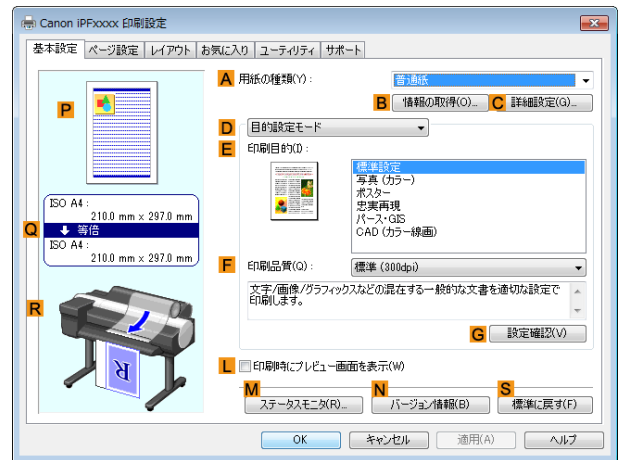 Canon iPFxxxx 印刷設定
基本設定 ページ設定 レイアウト お気に入り ユーティリティ サポート
A 用紙の種類(Y): 普通紙
B 情報の取得(O)... C 詳細設定(G)...
P
D 目的設定モード
E 印刷目的(I):
標準設定
写真 (カラー)
ポスター
忠実再現
パース・GIS
CAD (カラー線画)
ISO A4 :
210.0 mm × 297.0 mm
Q 等倍
ISO A4 :
210.0 mm × 297.0 mm
F 印刷品質(Q): 標準 (300dpi)
文字/画像/グラフィックスなどの混在する一般的な文書を適切な設定で
印刷します。
R
G 設定確認(V)
R
L 印刷時にプレビュー画面を表示(W)
M N S
ステータスモニタ(R)... バージョン情報(B) 標準に戻す(F)
OK キャンセル 適用(A) ヘルプ